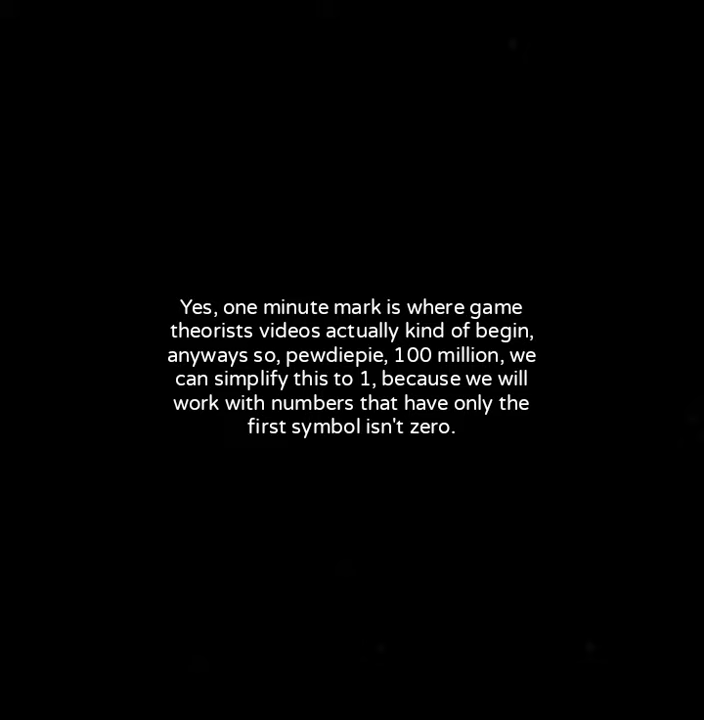 Yes, one minute mark is where game
theorists videos actually kind of begin,
anyways so, pewdiepie, 100 million, we
can simplify this to 1, because we will
work with numbers that have only the
first symbol isn't zero.